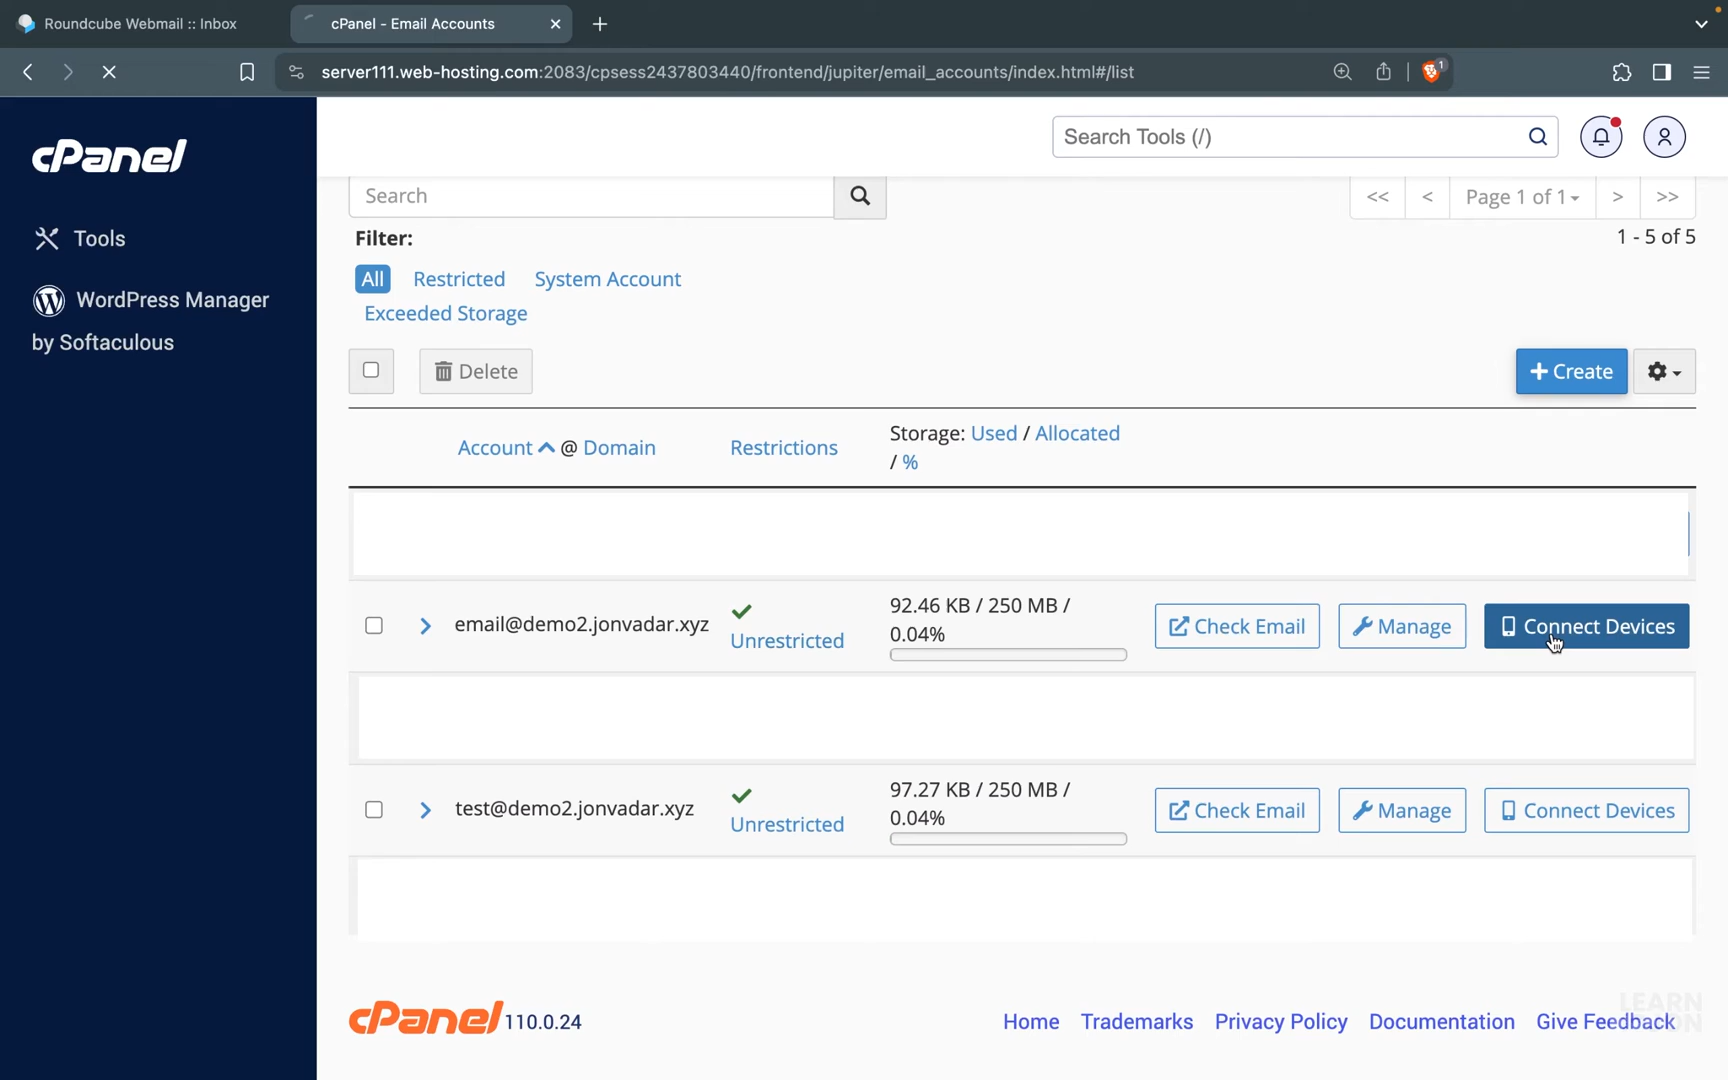 Roundcube Webmail :: Inbox
cPanel - Email Accounts
server111.web-hosting.com:2083/cpsess2437803440/frontend/jupiter/email_accounts/index.html#/list
1
cPanel
Search Tools (/)
Tools
WordPress Manager
by Softaculous
Search
<< < Page 1 of 1 > >>
Filter:
1 - 5 of 5
All Restricted System Account
Exceeded Storage
Delete
+ Create
Account @ Domain
Restrictions
Storage: Used / Allocated
/ %
email@demo2.jonvadar.xyz
Unrestricted
92.46 KB / 250 MB /
0.04%
Check Email
Manage
Connect Devices
test@demo2.jonvadar.xyz
Unrestricted
97.27 KB / 250 MB /
0.04%
Check Email
Manage
Connect Devices
cPanel 110.0.24
Home Trademarks Privacy Policy Documentation Give Feedback
LEARN